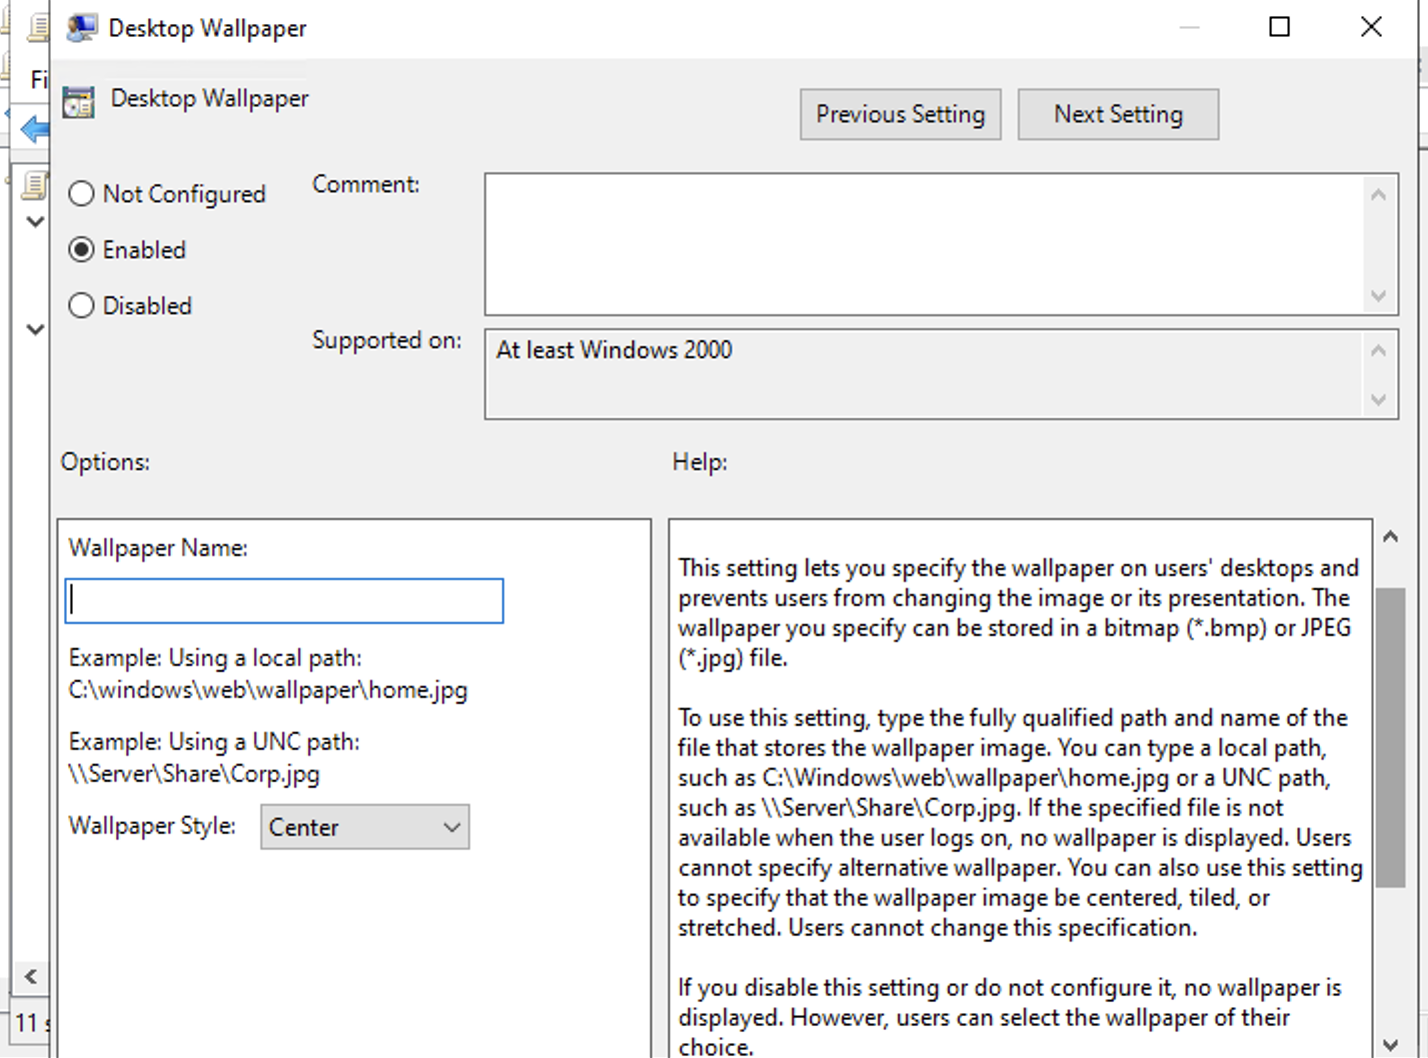 Desktop Wallpaper
Fi
Desktop Wallpaper
Previous Setting
Next Setting
Not Configured
Enabled
Disabled
Comment:
Supported on:
At least Windows 2000
Options:
Help:
Wallpaper Name:
Example: Using a local path:
C:\windows\web\wallpaper\home.jpg
Example: Using a UNC path:
\\Server\Share\Corp.jpg
Wallpaper Style:
Center
This setting lets you specify the wallpaper on users' desktops and
prevents users from changing the image or its presentation. The
wallpaper you specify can be stored in a bitmap (*.bmp) or JPEG
(*.jpg) file.
To use this setting, type the fully qualified path and name of the
file that stores the wallpaper image. You can type a local path,
such as C:\Windows\web\wallpaper\home.jpg or a UNC path,
such as \\Server\Share\Corp.jpg. If the specified file is not
available when the user logs on, no wallpaper is displayed. Users
cannot specify alternative wallpaper. You can also use this setting
to specify that the wallpaper image be centered, tiled, or
stretched. Users cannot change this specification.
If you disable this setting or do not configure it, no wallpaper is
displayed. However, users can select the wallpaper of their
choice.
11